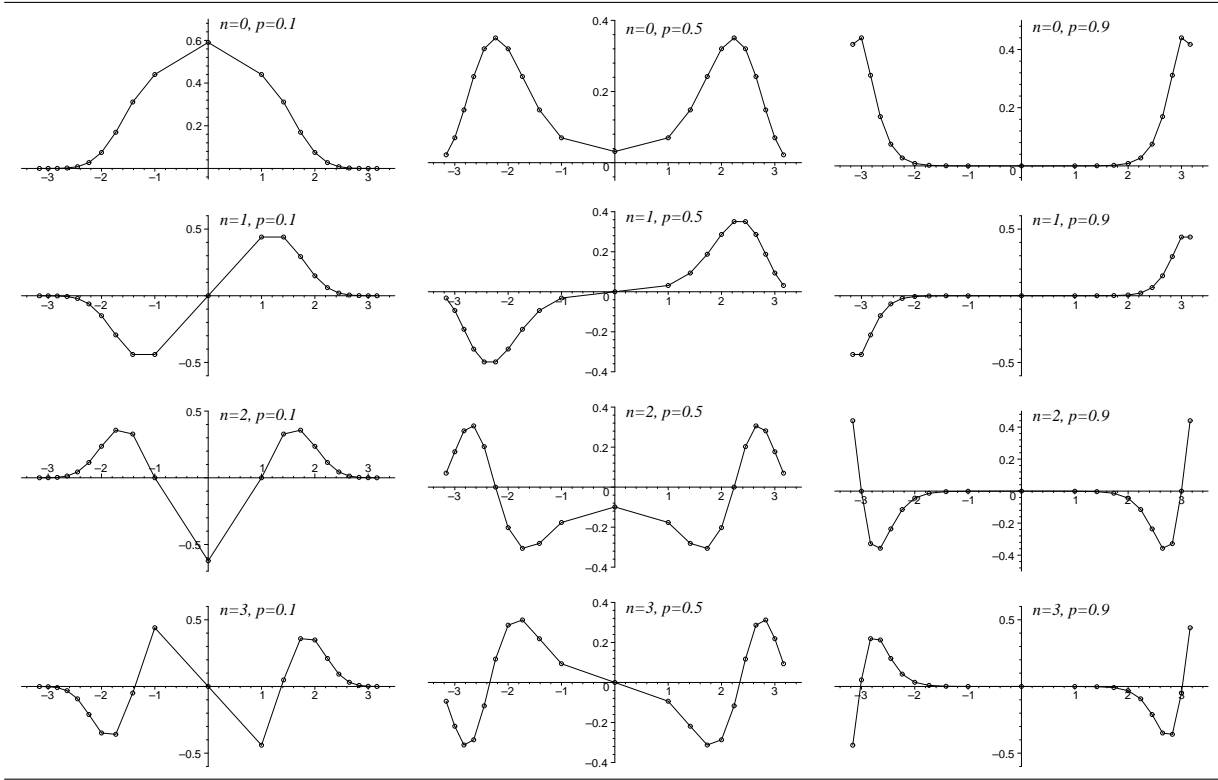 n=0, p=0.1
0.6
0.4
0.2
−3 −2 −1 1 2 3
n=0, p=0.5
0.4
0.2
0
−3 −2 −1 1 2 3
n=0, p=0.9
0.4
0.2
0
−3 −2 −1 1 2 3
n=1, p=0.1
0.5
−0.5
−3 −2 −1 1 2 3
n=1, p=0.5
0.4
0.2
0
−0.2
−0.4
−3 −2 −1 1 2 3
n=1, p=0.9
0.5
−0.5
−3 −2 −1 1 2 3
n=2, p=0.1
0.5
−0.5
−3 −2 −1 1 2 3
n=2, p=0.5
0.4
0.2
0
−0.2
−0.4
−3 −2 −1 1 2 3
n=2, p=0.9
0.4
0.2
0
−0.2
−0.4
−3 −2 −1 1 2 3
n=3, p=0.1
0.5
−0.5
−3 −2 −1 1 2 3
n=3, p=0.5
0.4
0.2
0
−0.2
−0.4
−3 −2 −1 1 2 3
n=3, p=0.9
0.5
−0.5
−3 −2 −1 1 2 3